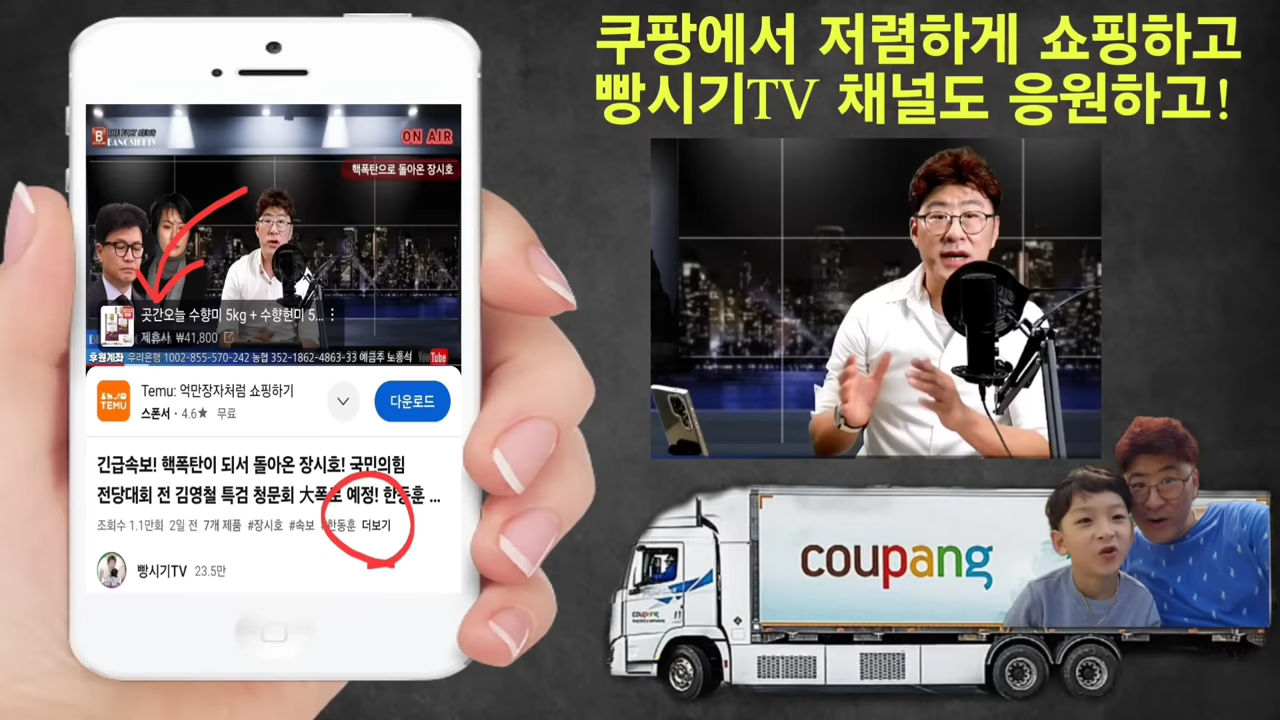 쿠팡에서 저렴하게 쇼핑하고
빵시기TV 채널도 응원하고!
THE FACT NEWS
BANGSIKITV
ON AIR
핵폭탄으로 돌아온 장시호
곳간오늘 수향미 5kg + 수향현미 5...
제휴사 ₩41,800
후원계좌 우리은행 1002-855-570-242 농협 352-1862-4863-33 예금주 노흥식 YouTube
TEMU
Temu: 억만장자처럼 쇼핑하기
스폰서 · 4.6★ 무료
다운로드
긴급속보! 핵폭탄이 되서 돌아온 장시호! 국민의힘
전당대회 전 김영철 특검 청문회 大폭로 예정! 한동훈 ...
조회수 1.1만회 2일 전 7개 제품 #장시호 #속보 #한동훈 더보기
빵시기TV 23.5만
coupang
coupang